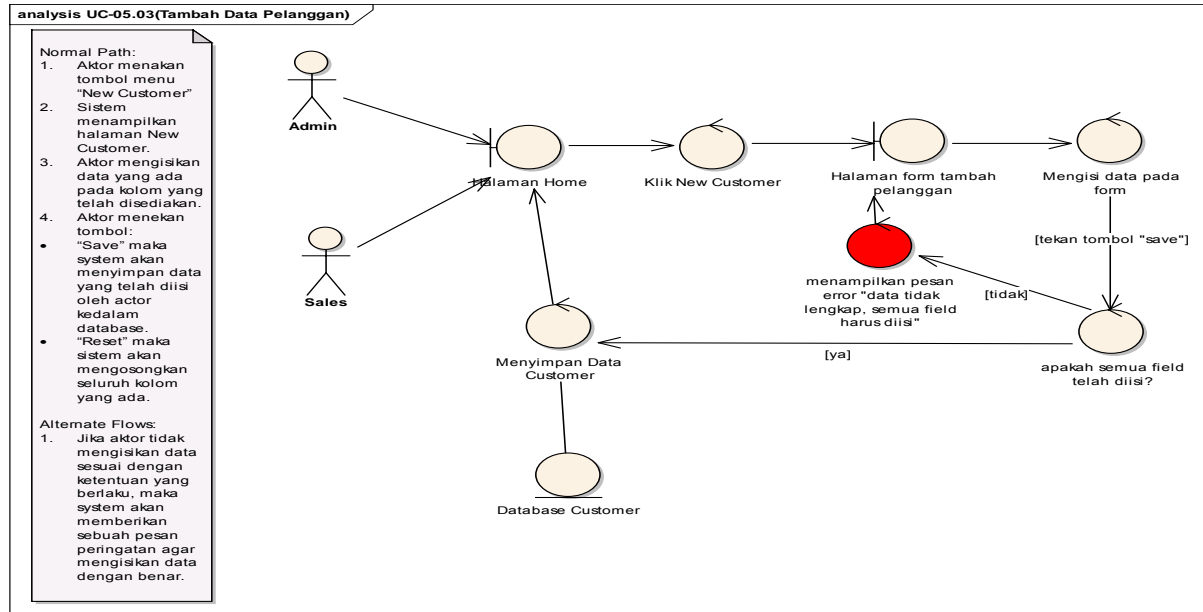 analysis UC-05.03(Tambah Data Pelanggan)
Normal Path:
1. Aktor menakan
tombol menu
“New Customer”
2. Sistem
menampilkan
halaman New
Customer.
3. Aktor mengisikan
data yang ada
pada kolom yang
telah disediakan.
4. Aktor menekan
tombol:
• “Save” maka
system akan
menyimpan data
yang telah diisi
oleh actor
kedalam
database.
• “Reset” maka
sistem akan
mengosongkan
seluruh kolom
yang ada.
Alternate Flows:
1. Jika aktor tidak
mengisikan data
sesuai dengan
ketentuan yang
berlaku, maka
system akan
memberikan
sebuah pesan
peringatan agar
mengisikan data
dengan benar.
Admin
Sales
Halaman Home
Klik New Customer
Halaman form tambah
pelanggan
Mengisi data pada
form
[tekan tombol "save"]
menampilkan pesan
error "data tidak
lengkap, semua field
harus diisi"
[tidak]
apakah semua field
telah diisi?
[ya]
Menyimpan Data
Customer
Database Customer